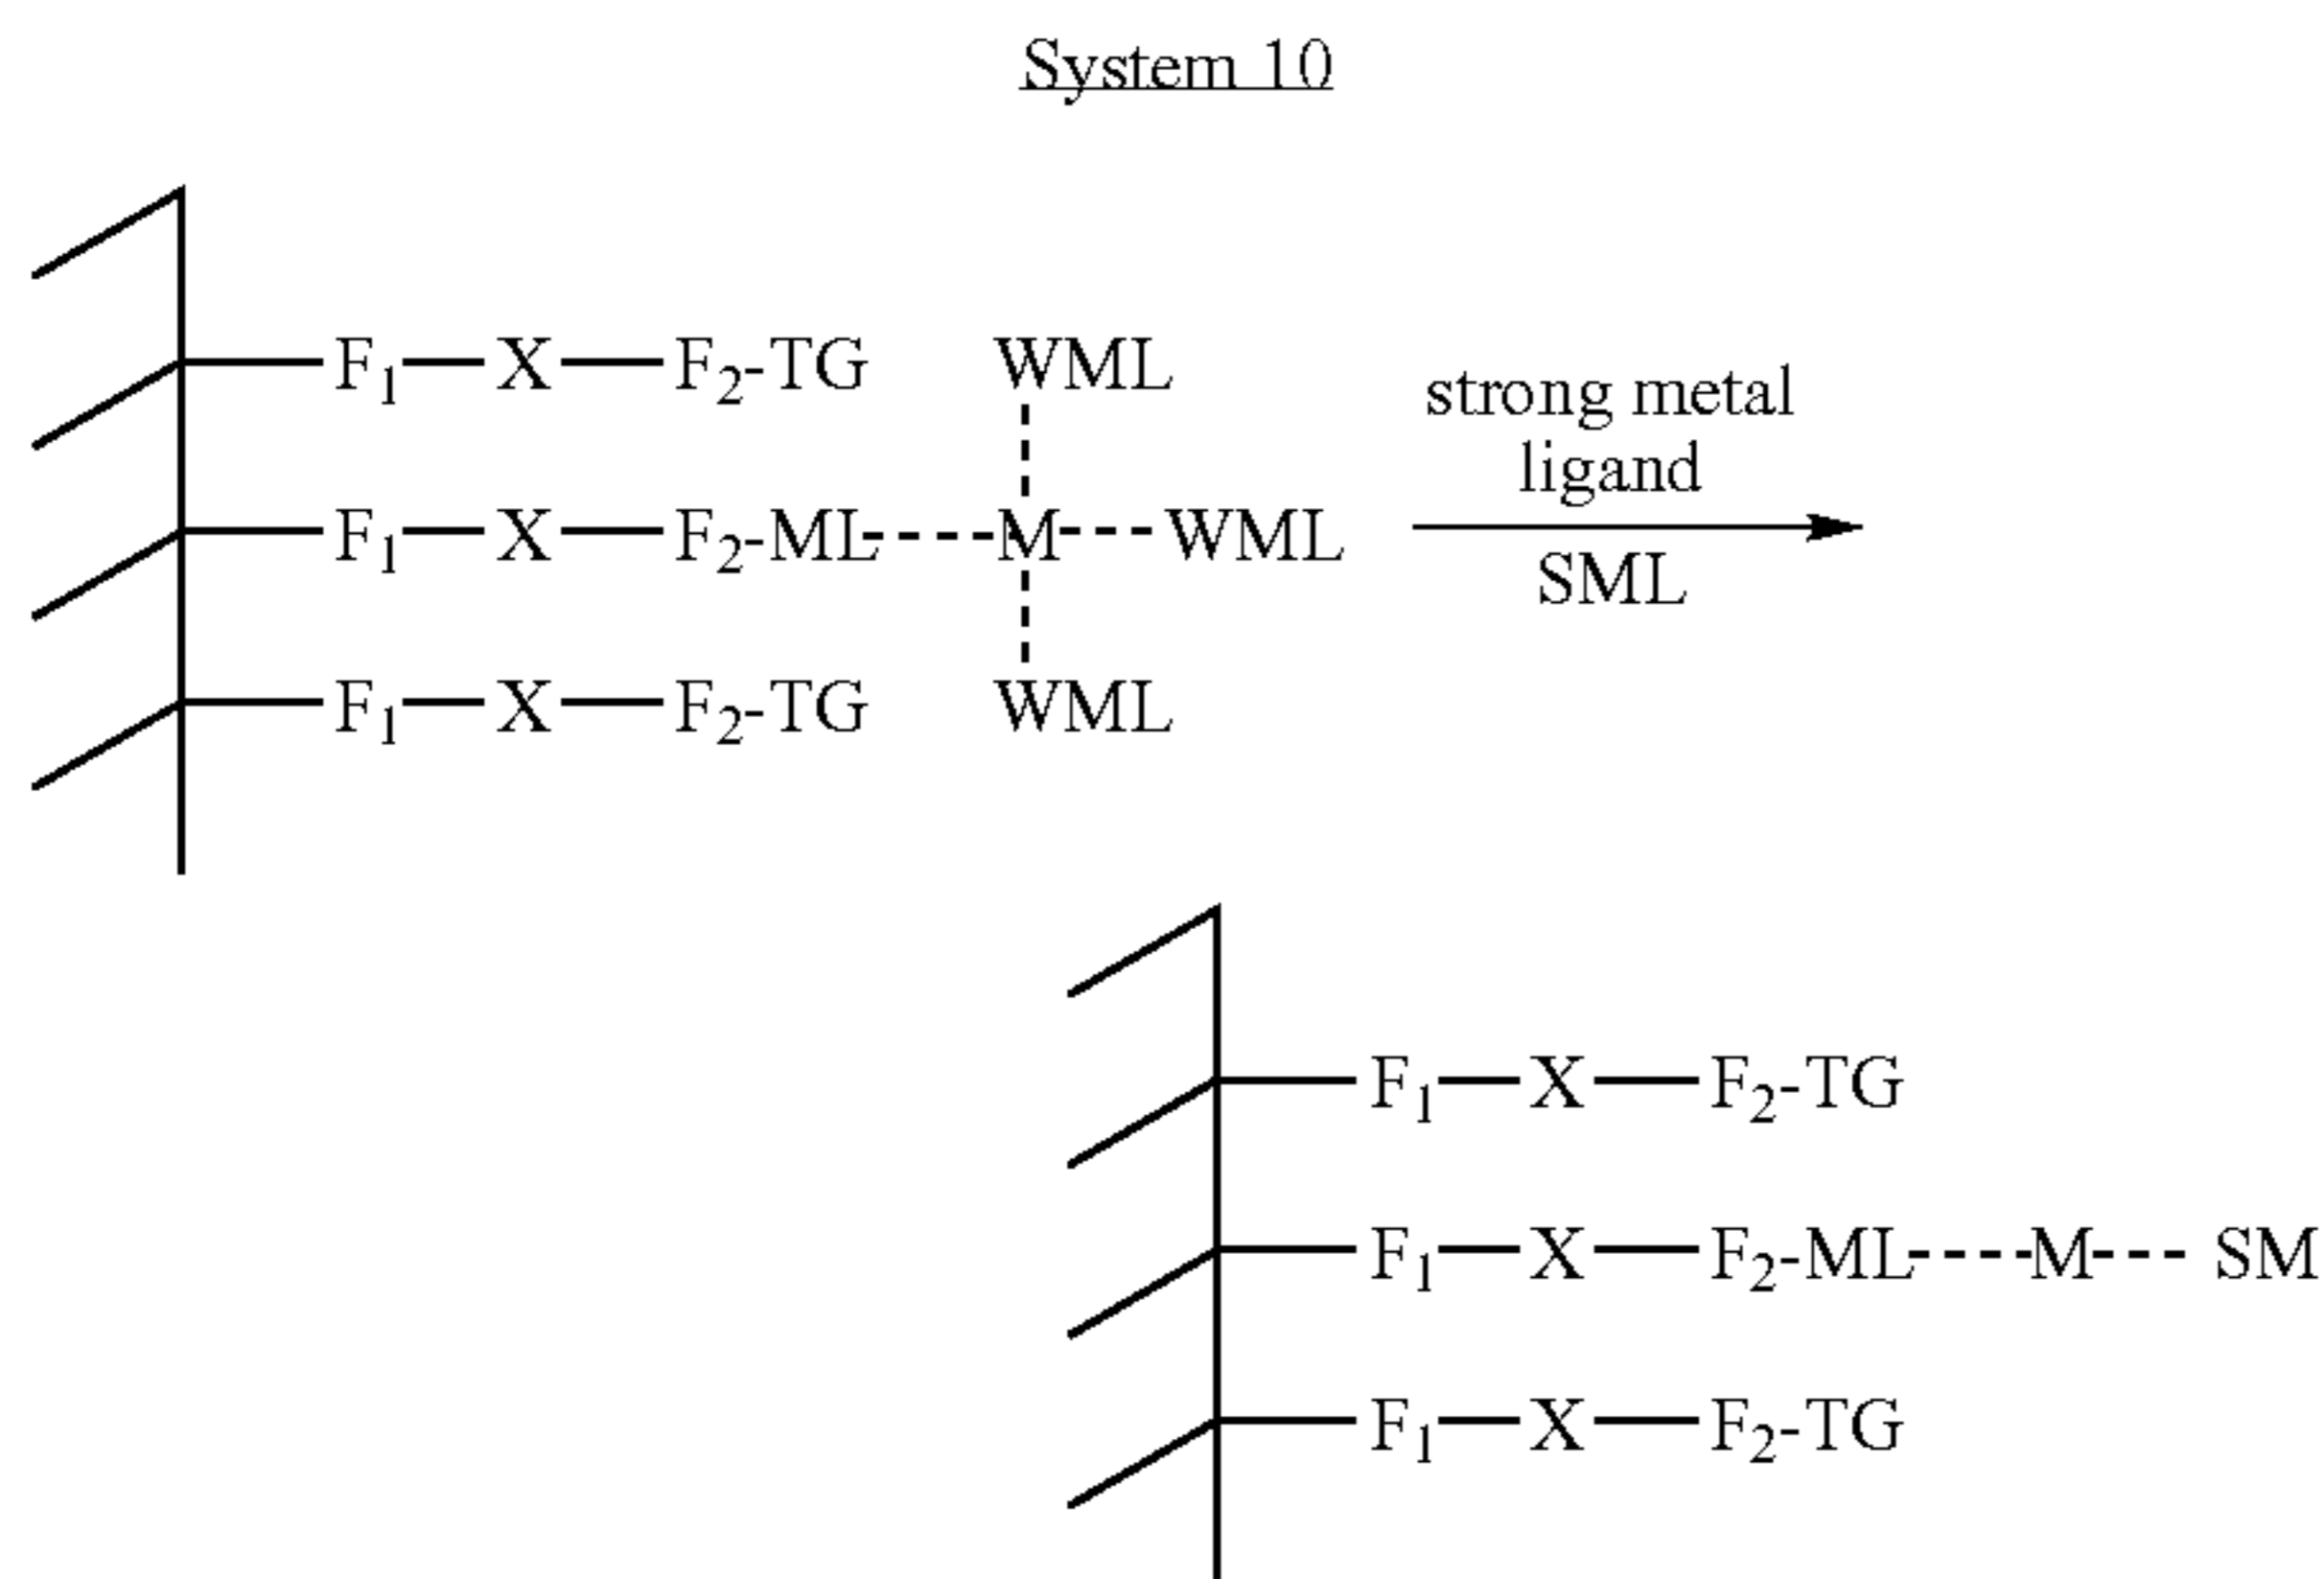 System 10
F1—X—F2-TG WML
strong metal
ligand
F1—X—F2-ML----M---WML
SML
F1—X—F2-TG WML
F1—X—F2-TG
F1—X—F2-ML----M---SM
F1—X—F2-TG